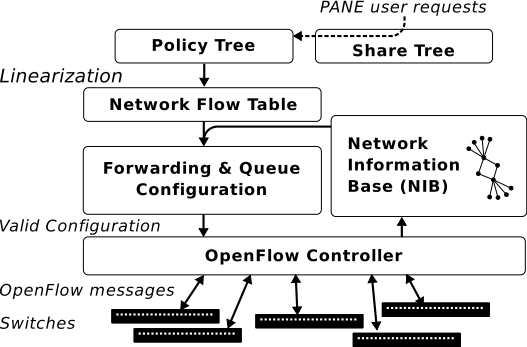 PANE user requests
Policy Tree
Share Tree
Linearization
Network Flow Table
Network
Information
Base (NIB)
Forwarding & Queue
Configuration
Valid Configuration
OpenFlow Controller
OpenFlow messages
Switches